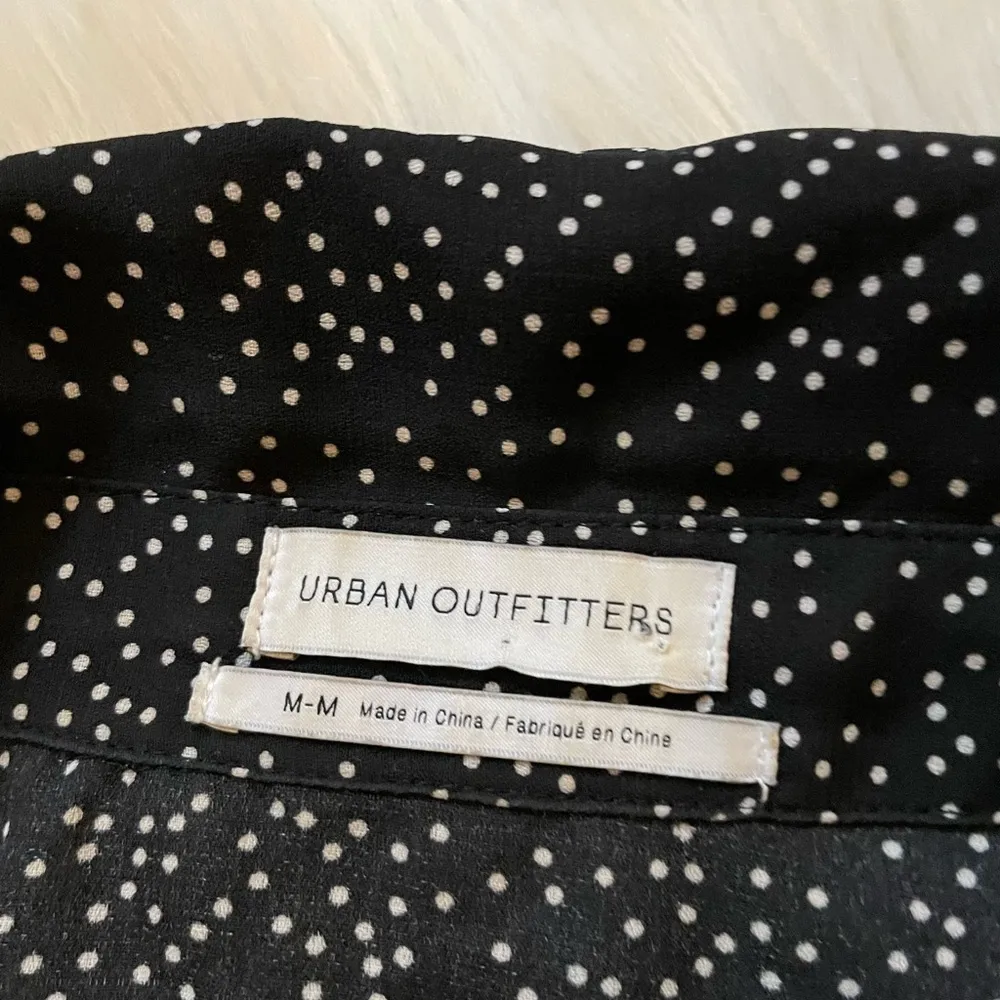 URBAN OUTFITTERS
M-M Made in China / Fabriqué en Chine